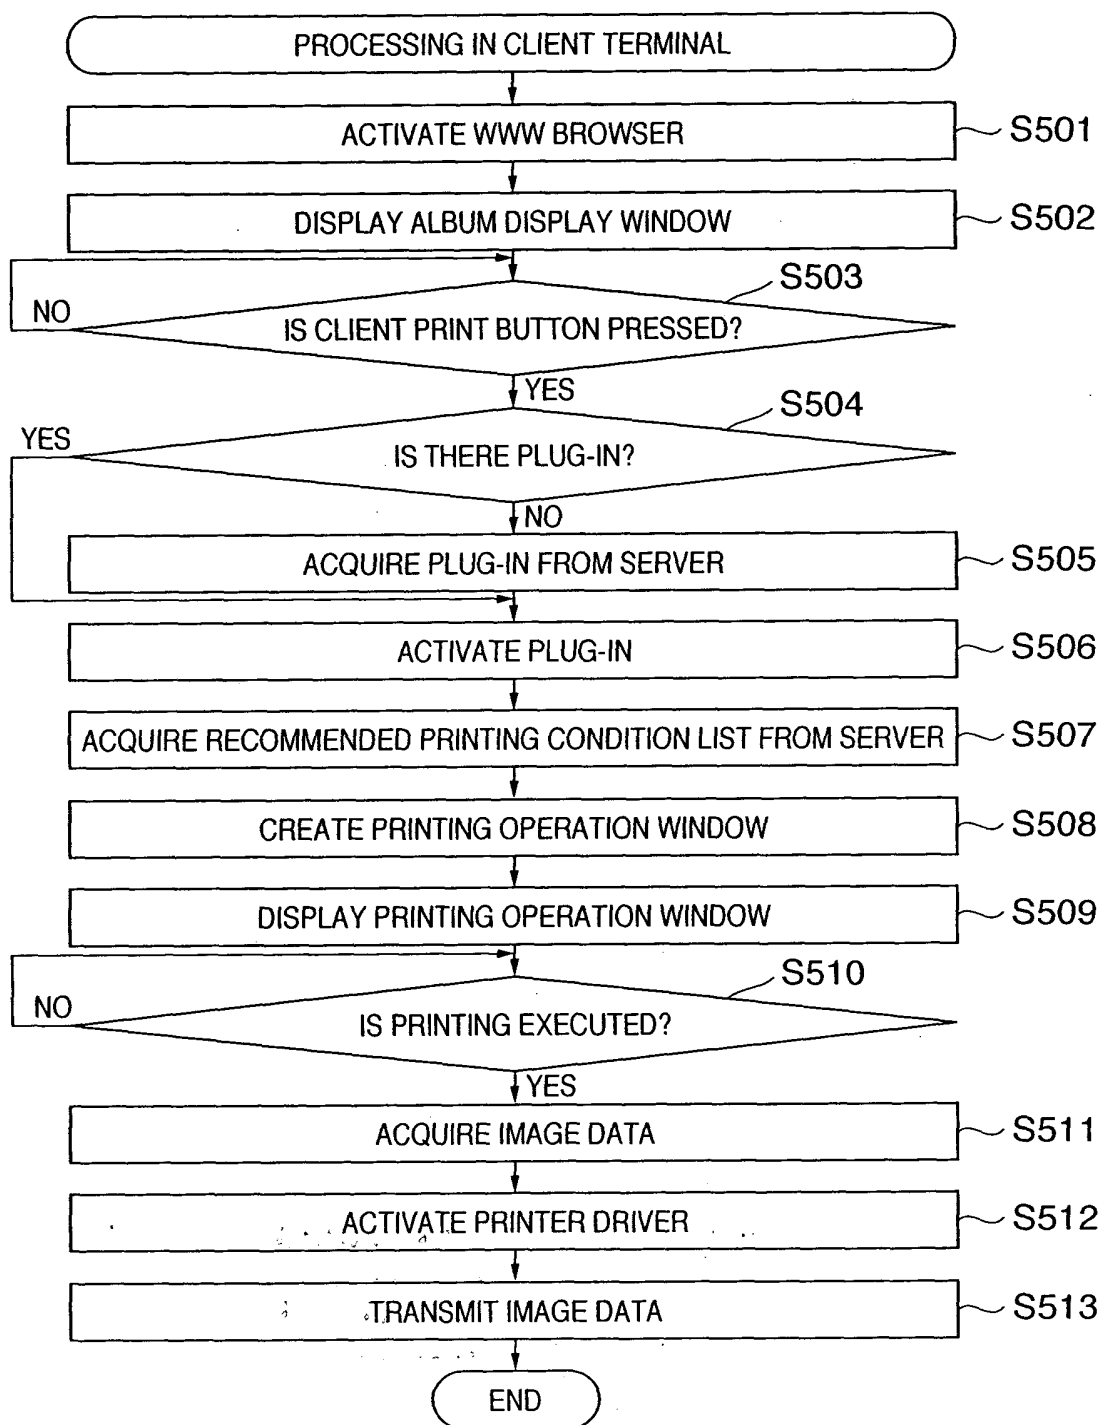 PROCESSING IN CLIENT TERMINAL
ACTIVATE WWW BROWSER
S501
DISPLAY ALBUM DISPLAY WINDOW
S502
S503
NO
IS CLIENT PRINT BUTTON PRESSED?
YES
S504
YES
IS THERE PLUG-IN?
NO
ACQUIRE PLUG-IN FROM SERVER
S505
ACTIVATE PLUG-IN
S506
ACQUIRE RECOMMENDED PRINTING CONDITION LIST FROM SERVER
S507
CREATE PRINTING OPERATION WINDOW
S508
DISPLAY PRINTING OPERATION WINDOW
S509
S510
NO
IS PRINTING EXECUTED?
YES
ACQUIRE IMAGE DATA
S511
ACTIVATE PRINTER DRIVER
S512
TRANSMIT IMAGE DATA
S513
END